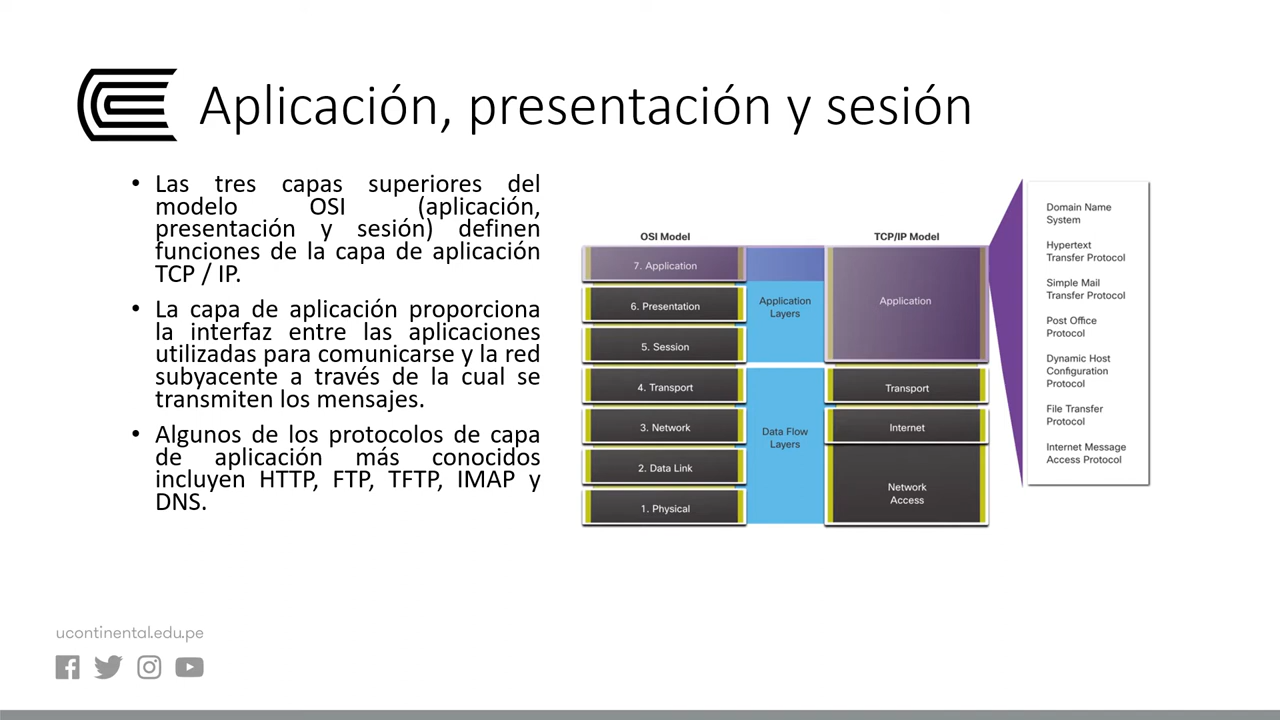 Aplicación, presentación y sesión
• Las tres capas superiores del
modelo OSI (aplicación,
presentación y sesión) definen
funciones de la capa de aplicación
TCP / IP.
• La capa de aplicación proporciona
la interfaz entre las aplicaciones
utilizadas para comunicarse y la red
subyacente a través de la cual se
transmiten los mensajes.
• Algunos de los protocolos de capa
de aplicación más conocidos
incluyen HTTP, FTP, TFTP, IMAP y
DNS.
OSI Model
7. Application
6. Presentation
5. Session
4. Transport
3. Network
2. Data Link
1. Physical
Application
Layers
Data Flow
Layers
TCP/IP Model
Application
Transport
Internet
Network
Access
Domain Name
System
Hypertext
Transfer Protocol
Simple Mail
Transfer Protocol
Post Office
Protocol
Dynamic Host
Configuration
Protocol
File Transfer
Protocol
Internet Message
Access Protocol
ucontinental.edu.pe